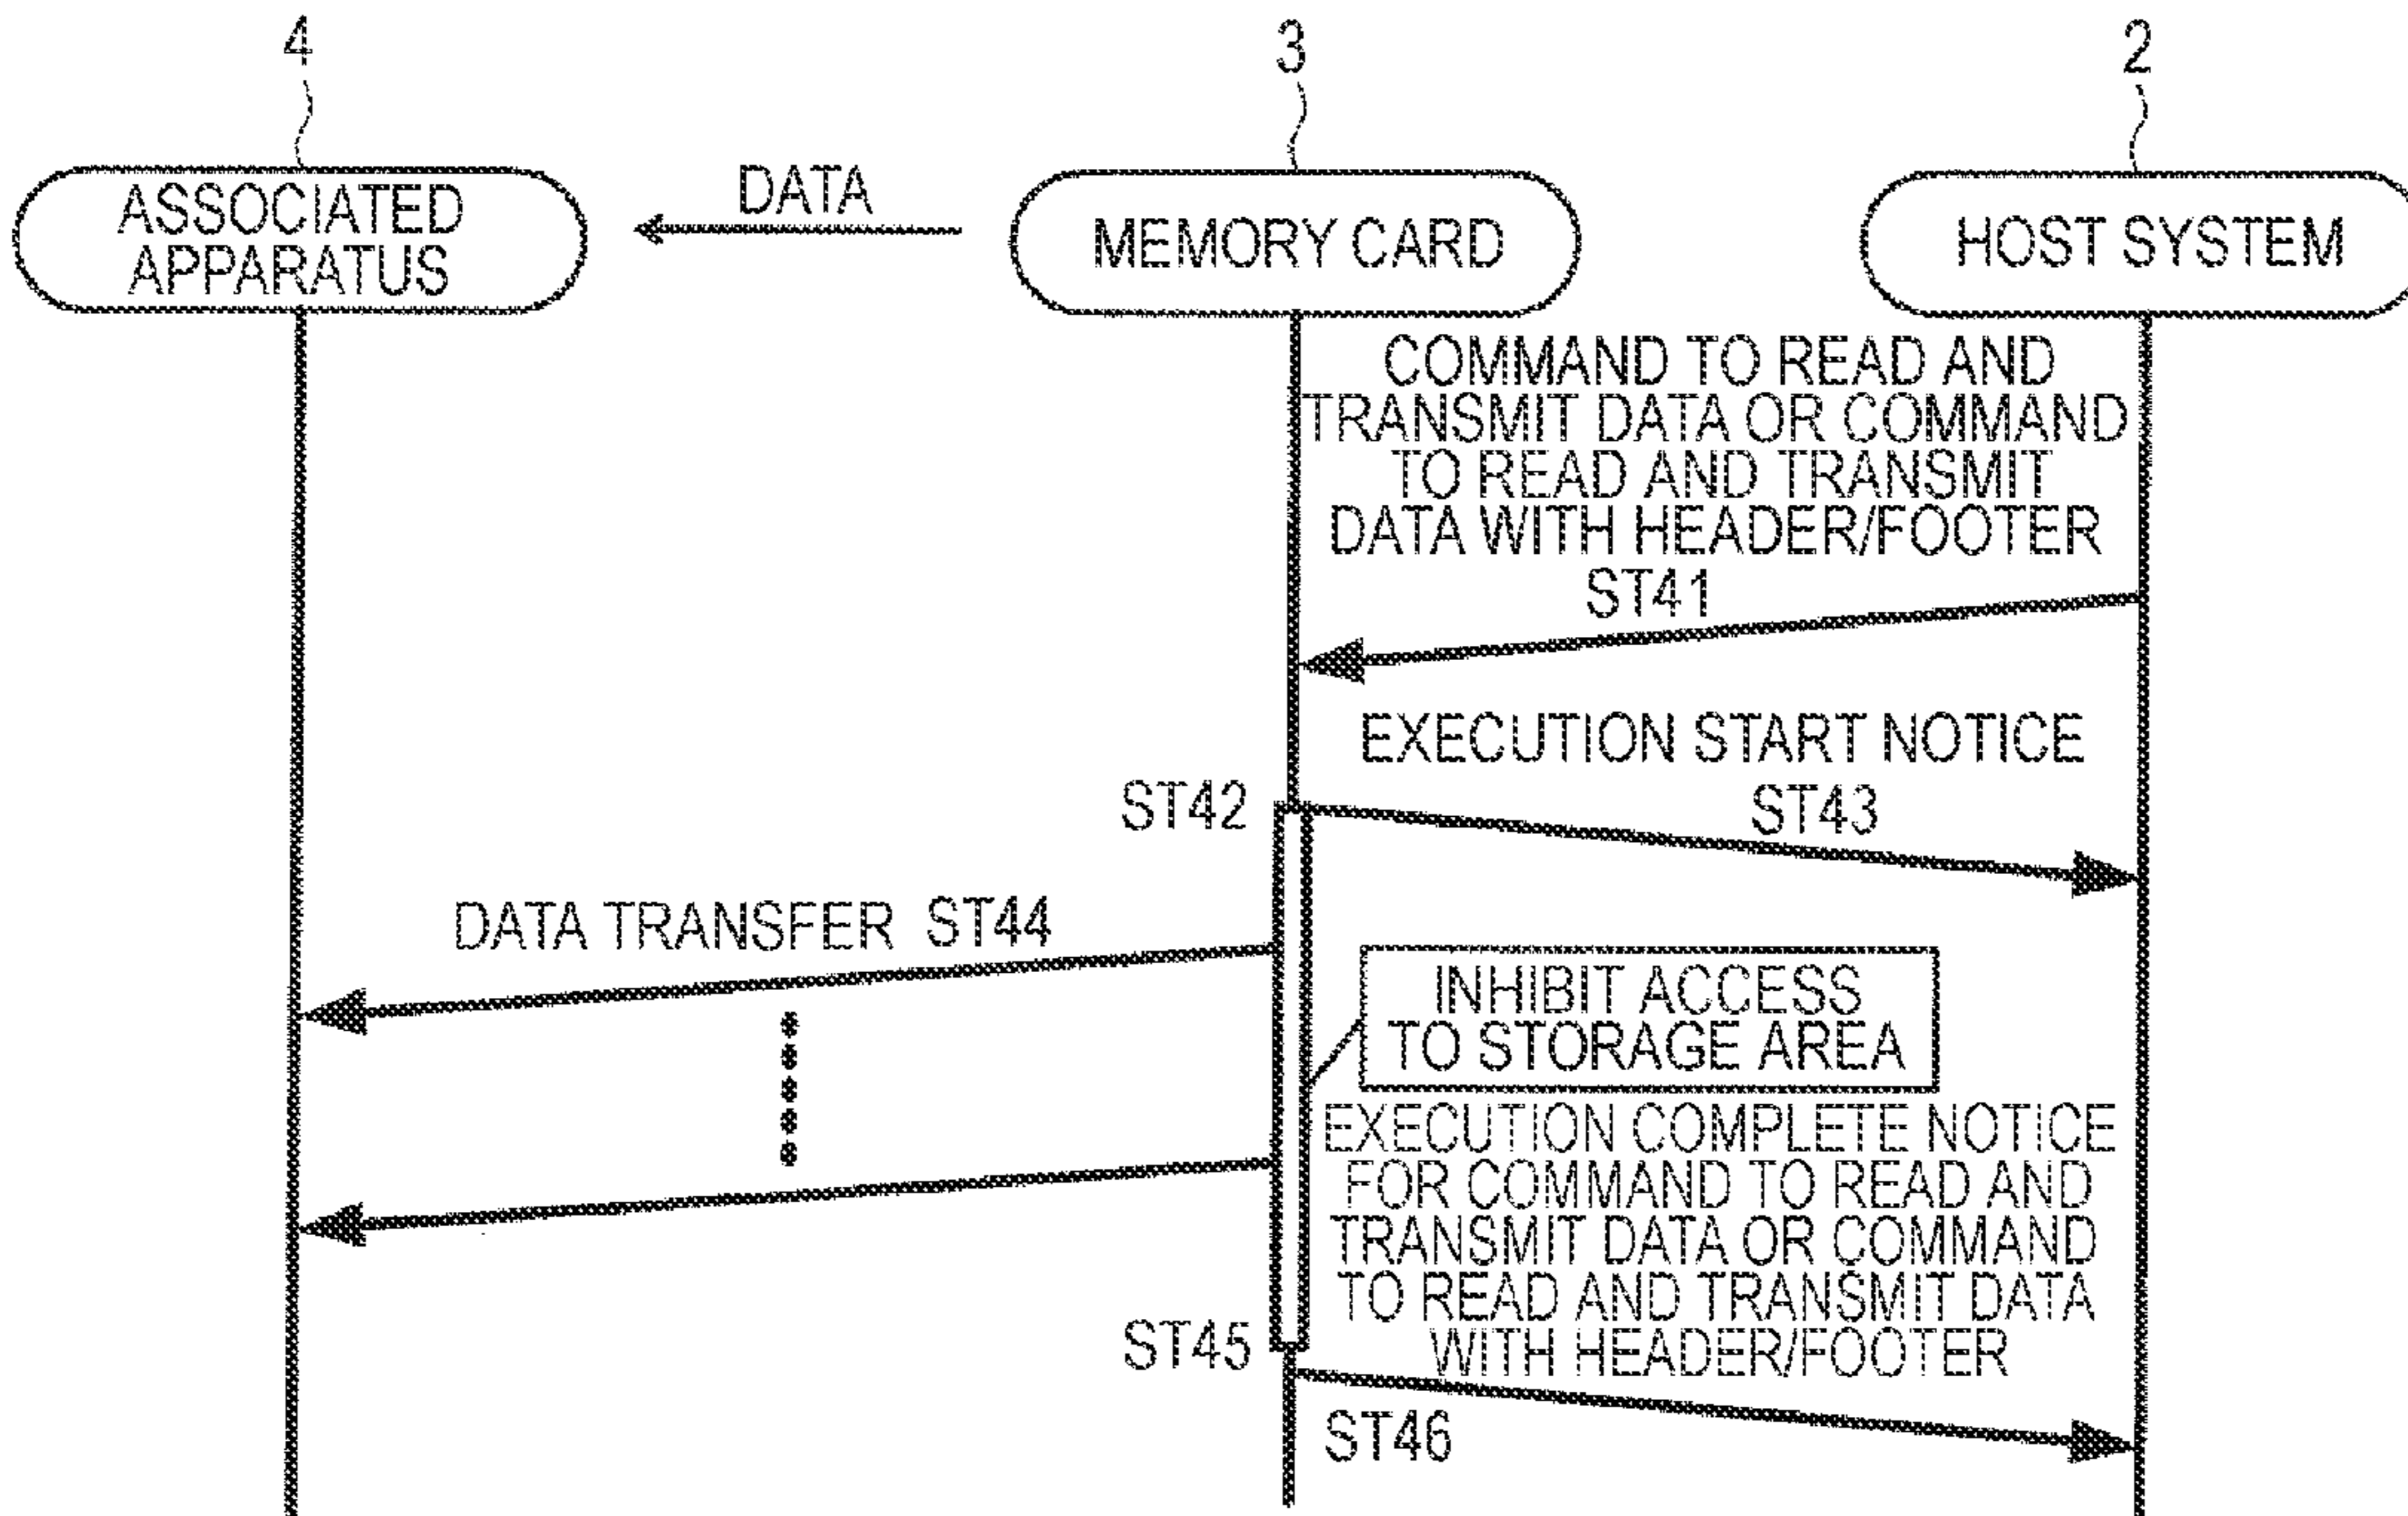 4
3
2
ASSOCIATED
APPARATUS
DATA
MEMORY CARD
HOST SYSTEM
COMMAND TO READ AND
TRANSMIT DATA OR COMMAND
TO READ AND TRANSMIT
DATA WITH HEADER/FOOTER
ST41
EXECUTION START NOTICE
ST42
ST43
DATA TRANSFER ST44
INHIBIT ACCESS
TO STORAGE AREA
EXECUTION COMPLETE NOTICE
FOR COMMAND TO READ AND
TRANSMIT DATA OR COMMAND
TO READ AND TRANSMIT DATA
WITH HEADER/FOOTER
ST45
ST46